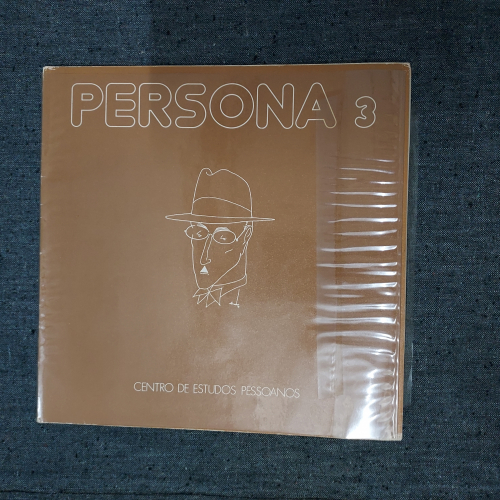 PERSONA 3
CENTRO DE ESTUDOS PESSOANOS